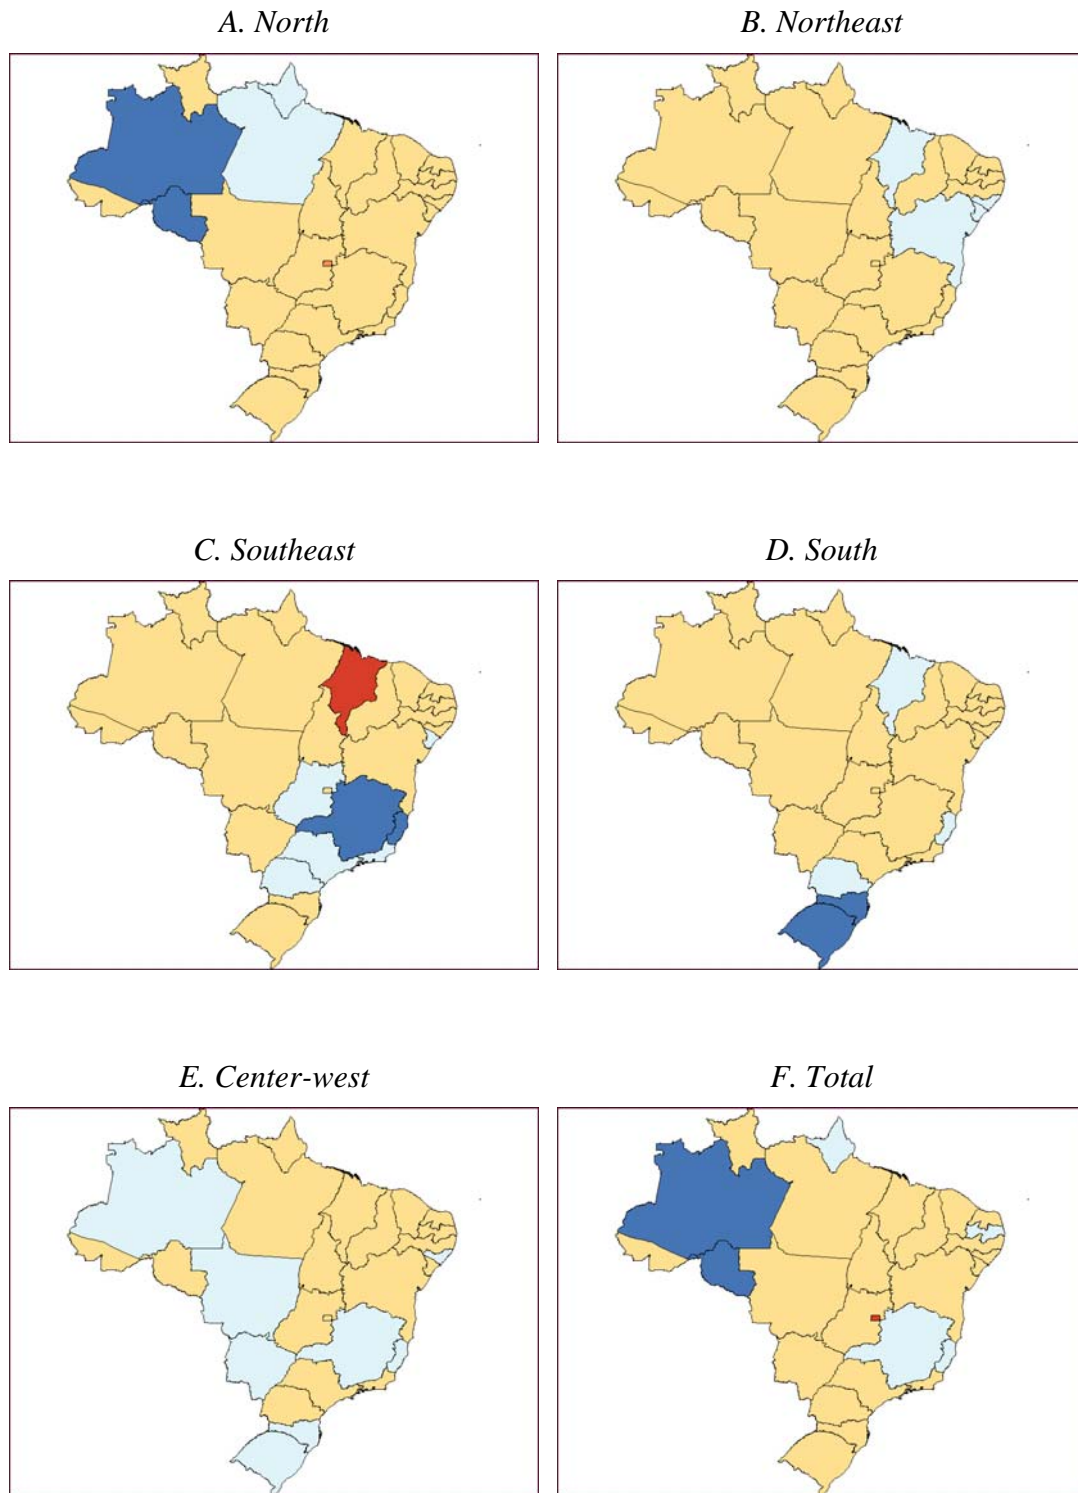 A. North
B. Northeast
C. Southeast
D. South
E. Center-west
F. Total